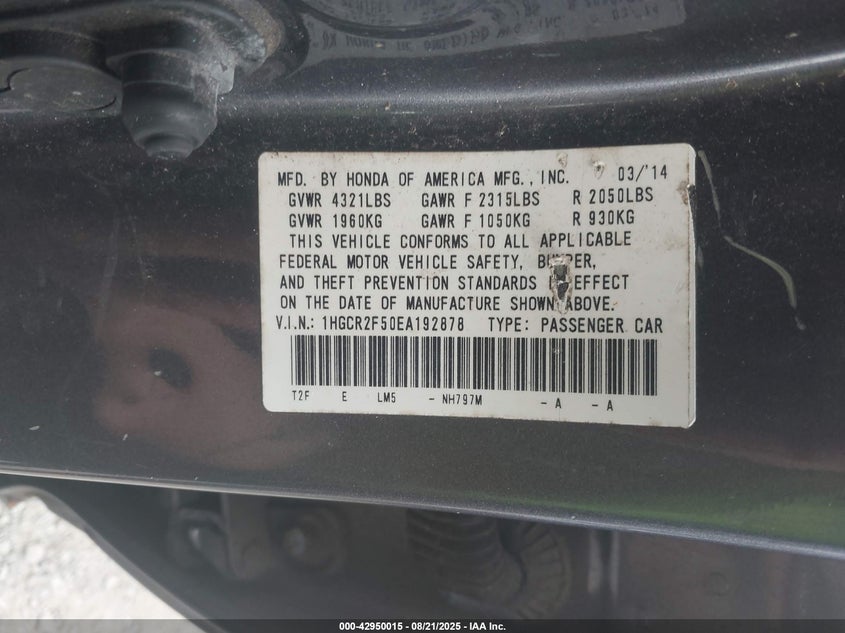 03/'14
MFD. BY HONDA OF AMERICA MFG., INC. 03/'14
GVWR 4321LBS GAWR F 2315LBS R 2050LBS
GVWR 1960KG GAWR F 1050KG R 930KG
THIS VEHICLE CONFORMS TO ALL APPLICABLE
FEDERAL MOTOR VEHICLE SAFETY, BUMPER,
AND THEFT PREVENTION STANDARDS EFFECT
ON THE DATE OF MANUFACTURE SHOWN ABOVE.
V.I.N.: 1HGCR2F50EA192878 TYPE: PASSENGER CAR
T2F E LM5 - NH797M - A - A
000-42950015 - 08/21/2025 - IAA Inc.